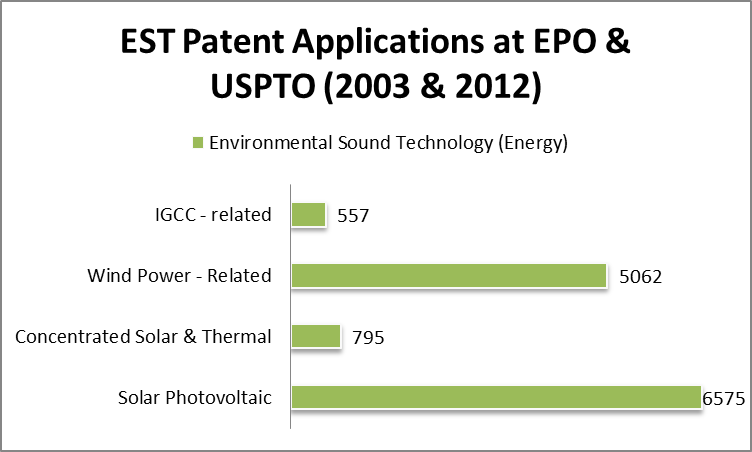 EST Patent Applications at EPO &
USPTO (2003 & 2012)
Environmental Sound Technology (Energy)
IGCC - related 557
Wind Power - Related 5062
Concentrated Solar & Thermal 795
Solar Photovoltaic 6575